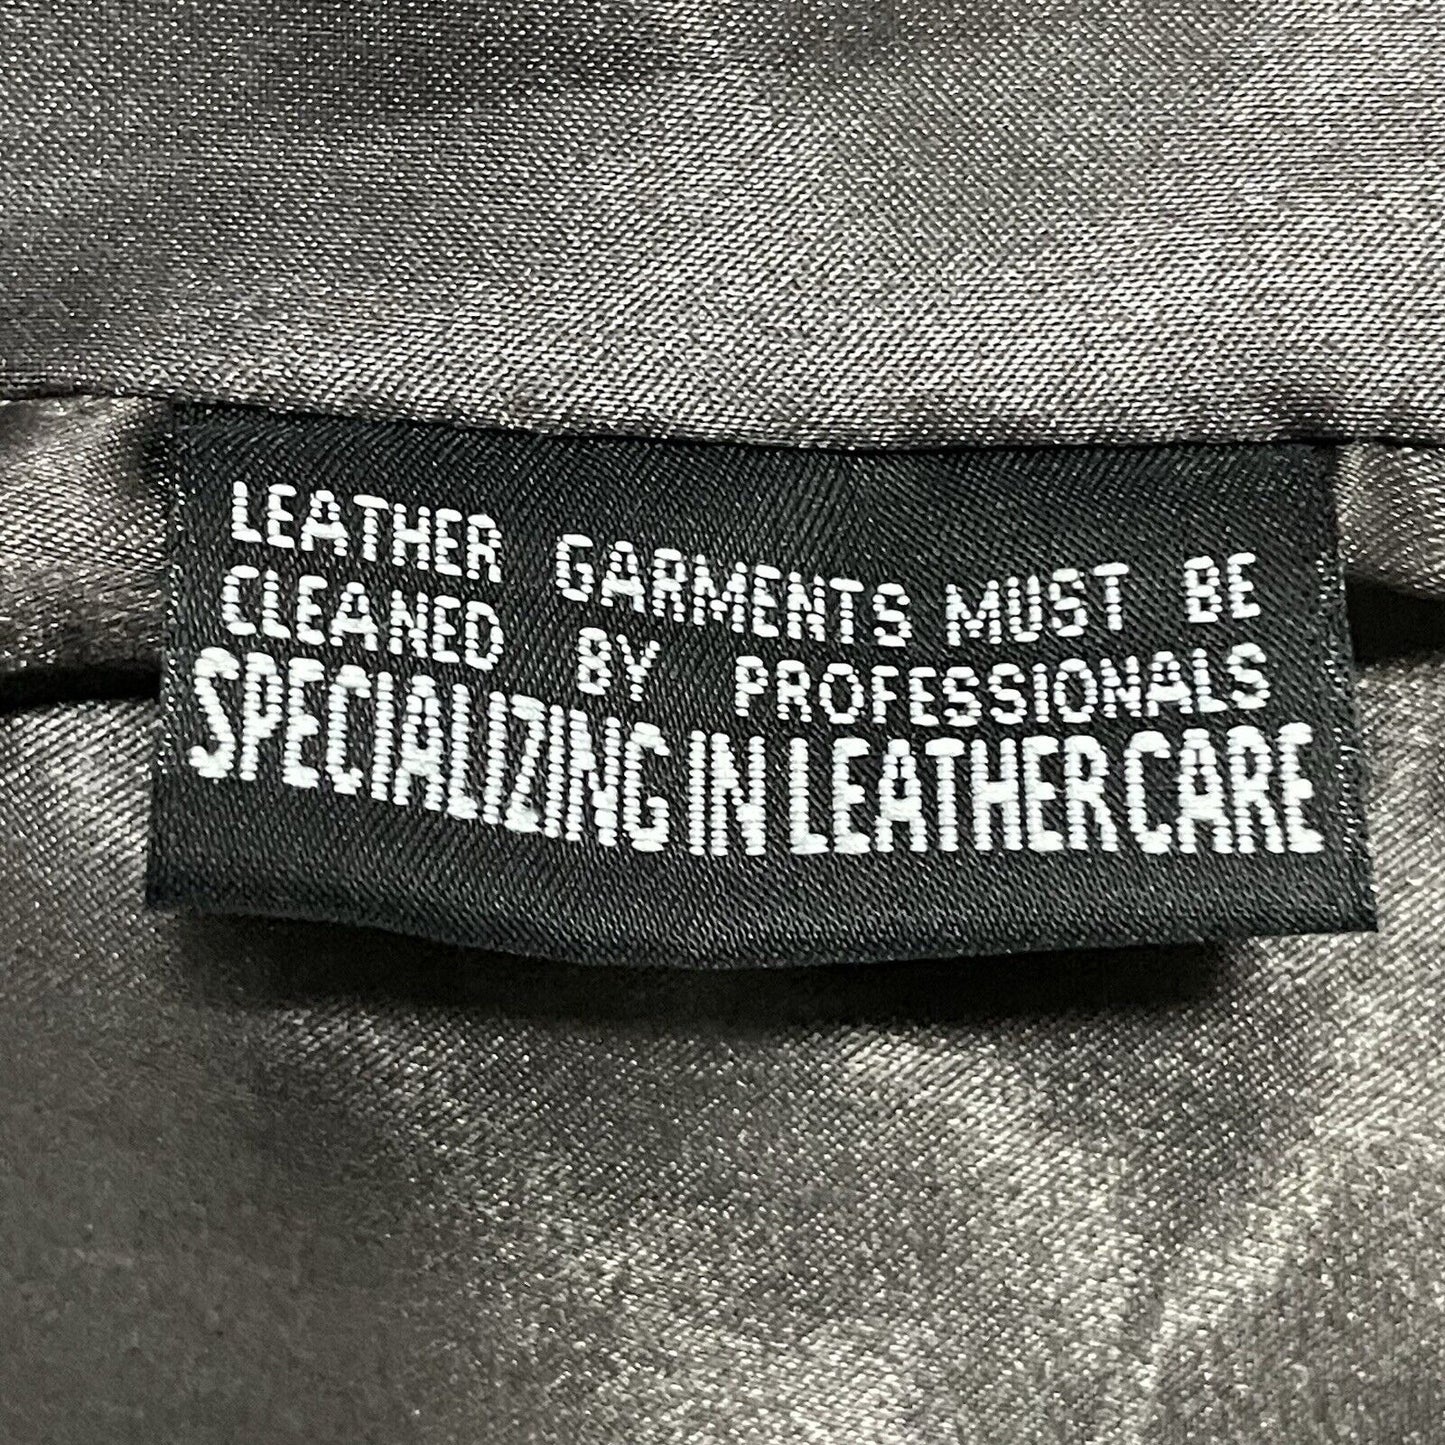 LEATHER GARMENTS MUST BE
CLEANED BY PROFESSIONALS
SPECIALIZING IN LEATHER CARE